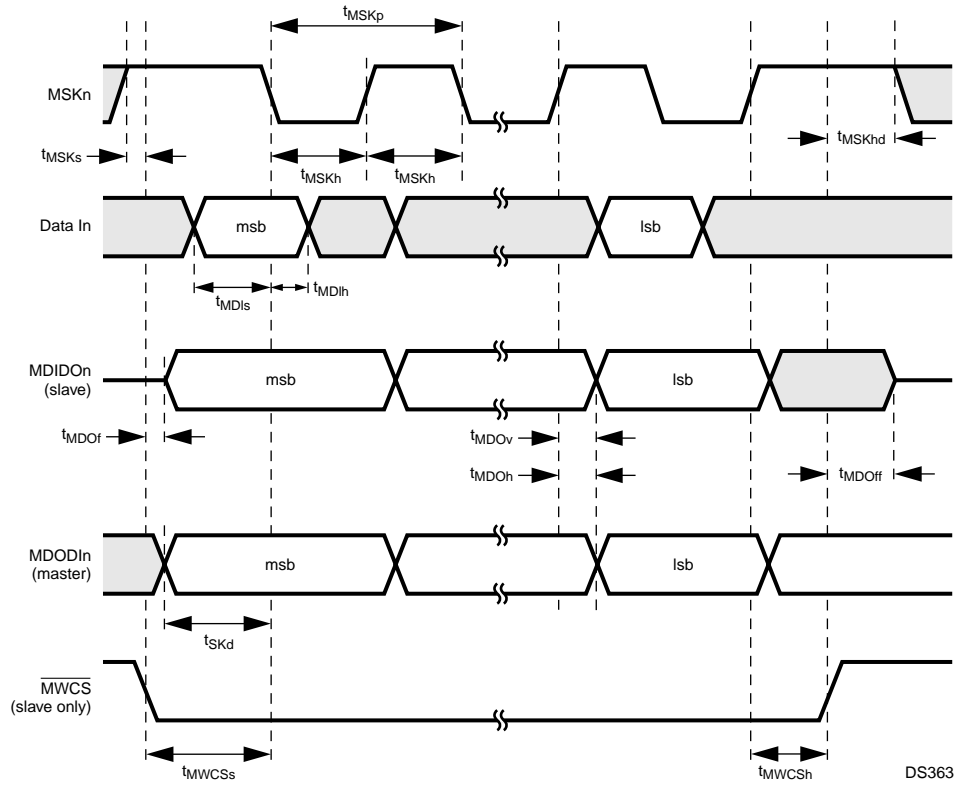 tMSKp
MSKn
tMSKs
tMSKh
tMSKh
tMSKhd
Data In
msb
lsb
tMDIs
tMDIh
MDIDOn
(slave)
msb
lsb
tMDOf
tMDOv
tMDOh
tMDOff
MDODIn
(master)
msb
lsb
tSKd
MWCS
(slave only)
tMWCSs
tMWCSh
DS363